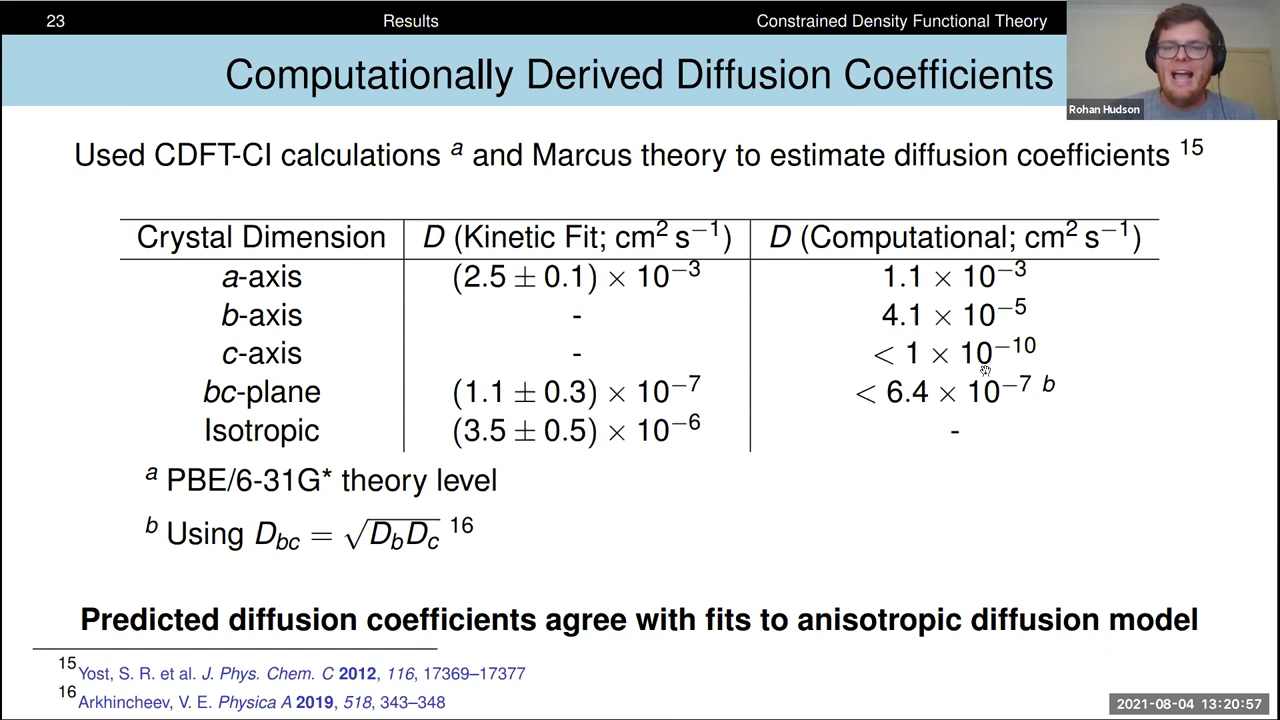 23 Results Constrained Density Functional Theory
Computationally Derived Diffusion Coefficients
Rohan Hudson
Used CDFT-CI calculations ᵃ and Marcus theory to estimate diffusion coefficients ¹⁵
Crystal Dimension D (Kinetic Fit; cm² s⁻¹) D (Computational; cm² s⁻¹)
a-axis (2.5 ± 0.1) × 10⁻³ 1.1 × 10⁻³
b-axis - 4.1 × 10⁻⁵
c-axis - < 1 × 10⁻¹⁰
bc-plane (1.1 ± 0.3) × 10⁻⁷ < 6.4 × 10⁻⁷ ᵇ
Isotropic (3.5 ± 0.5) × 10⁻⁶ -
ᵃ PBE/6-31G* theory level
ᵇ Using D_bc = √(D_b D_c) ¹⁶
Predicted diffusion coefficients agree with fits to anisotropic diffusion model
¹⁵ Yost, S. R. et al. J. Phys. Chem. C 2012, 116, 17369–17377
¹⁶ Arkhincheev, V. E. Physica A 2019, 518, 343–348
2021-08-04 13:20:57